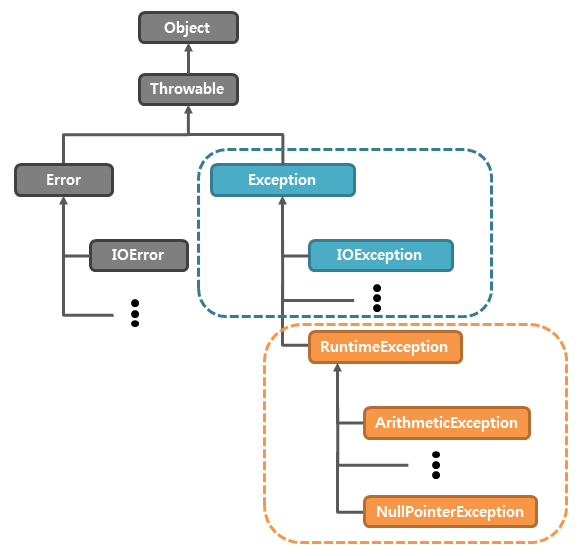 Object
Throwable
Error
Exception
IOError
IOException
RuntimeException
ArithmeticException
NullPointerException